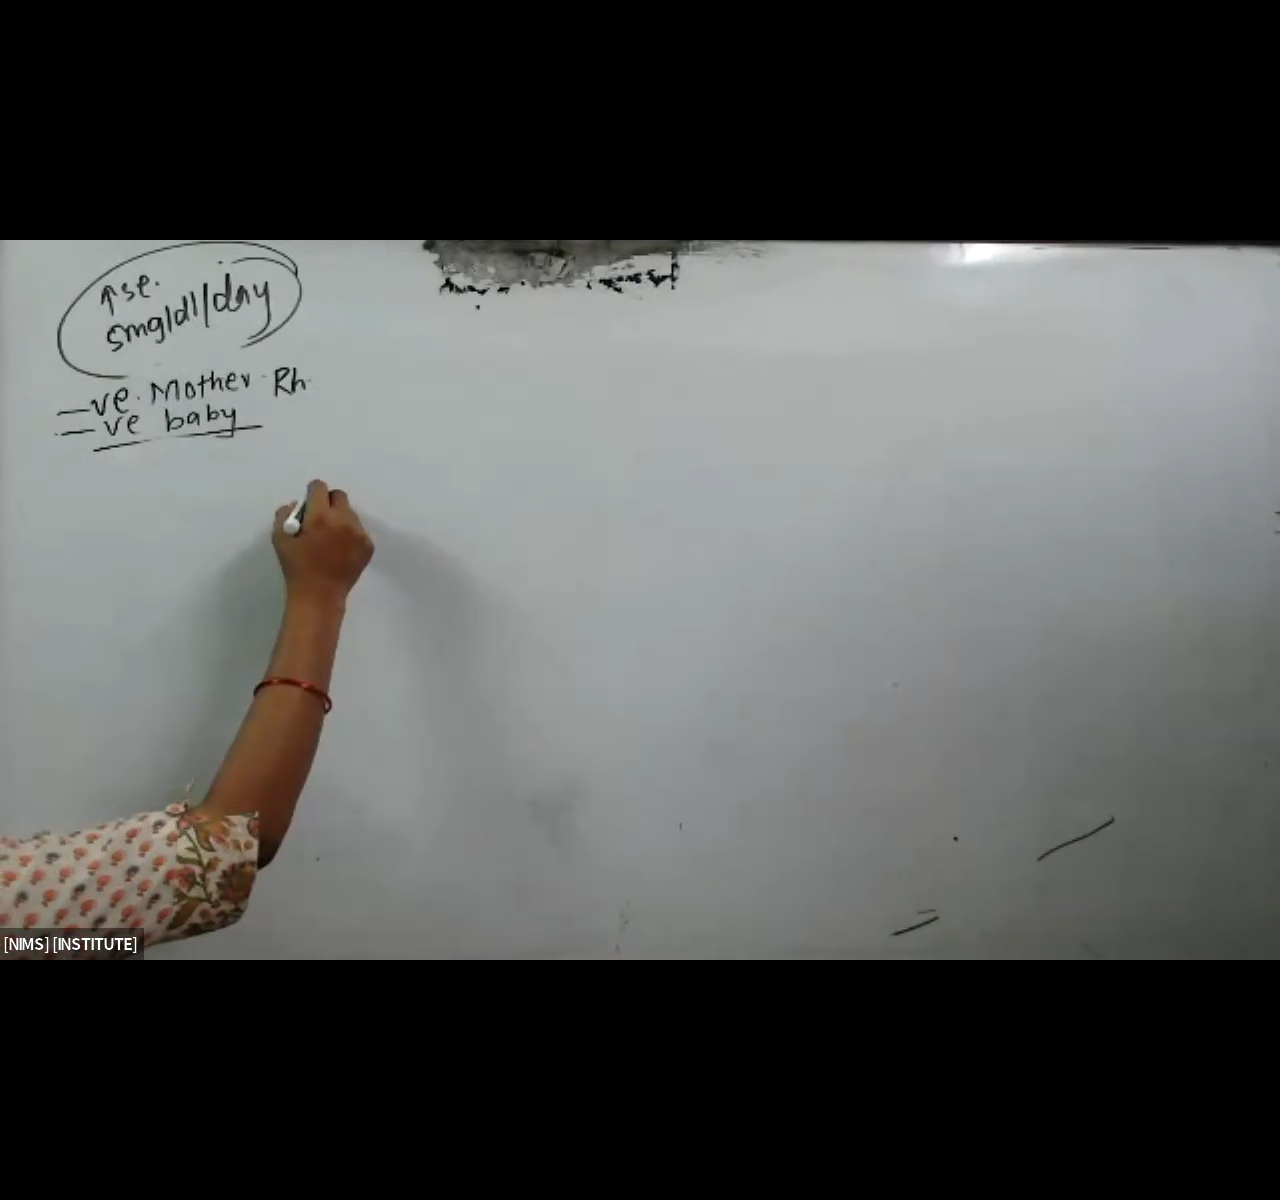 ↑se.
5mg/dl/day
-ve. Mother Rh
-ve baby
[NIMS] [INSTITUTE]